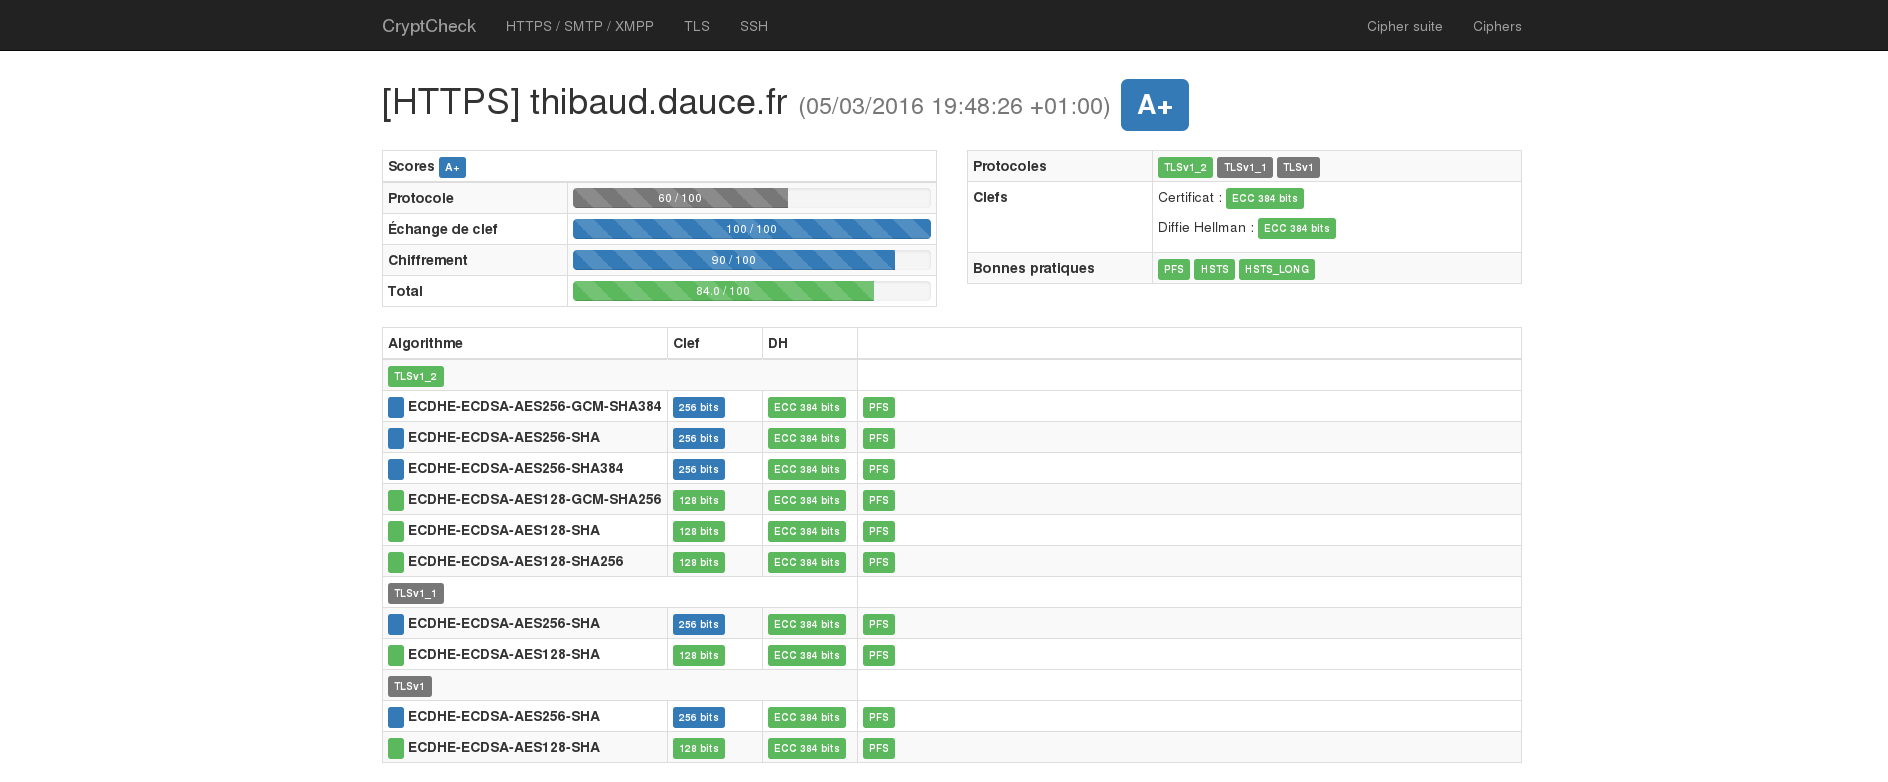 CryptCheck HTTPS / SMTP / XMPP TLS SSH Cipher suite Ciphers
[HTTPS] thibaud.dauce.fr (05/03/2016 19:48:26 +01:00) A+
Scores A+
Protocole 60 / 100
Échange de clef 100 / 100
Chiffrement 90 / 100
Total 84.0 / 100
Protocoles TLSv1_2 TLSv1_1 TLSv1
Clefs Certificat : ECC 384 bits
Diffie Hellman : ECC 384 bits
Bonnes pratiques PFS HSTS HSTS_LONG
Algorithme Clef DH
TLSv1_2
ECDHE-ECDSA-AES256-GCM-SHA384 256 bits ECC 384 bits PFS
ECDHE-ECDSA-AES256-SHA 256 bits ECC 384 bits PFS
ECDHE-ECDSA-AES256-SHA384 256 bits ECC 384 bits PFS
ECDHE-ECDSA-AES128-GCM-SHA256 128 bits ECC 384 bits PFS
ECDHE-ECDSA-AES128-SHA 128 bits ECC 384 bits PFS
ECDHE-ECDSA-AES128-SHA256 128 bits ECC 384 bits PFS
TLSv1_1
ECDHE-ECDSA-AES256-SHA 256 bits ECC 384 bits PFS
ECDHE-ECDSA-AES128-SHA 128 bits ECC 384 bits PFS
TLSv1
ECDHE-ECDSA-AES256-SHA 256 bits ECC 384 bits PFS
ECDHE-ECDSA-AES128-SHA 128 bits ECC 384 bits PFS